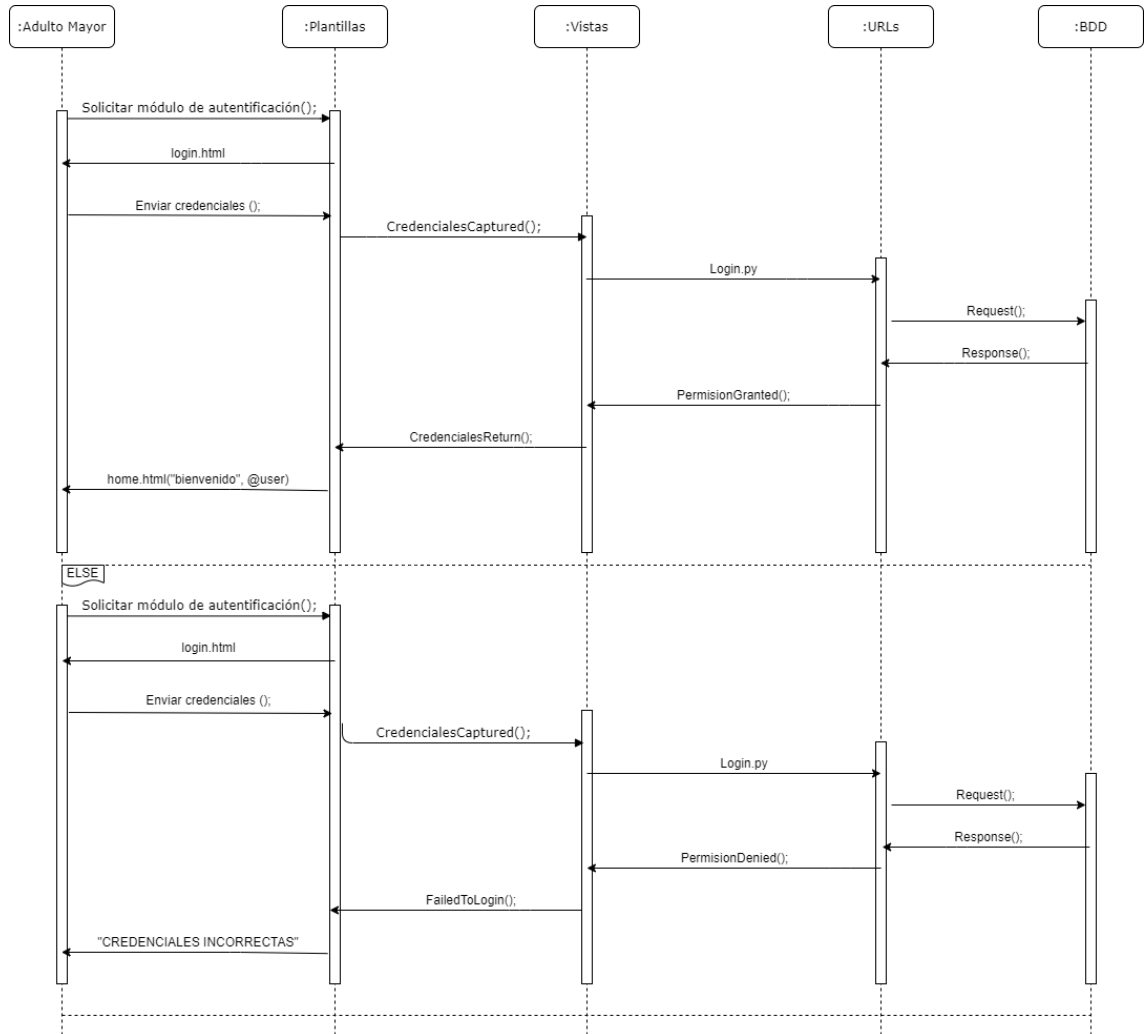 :Adulto Mayor
:Plantillas
:Vistas
:URLs
:BDD
Solicitar módulo de autentificación();
login.html
Enviar credenciales ();
CredencialesCaptured();
Login.py
Request();
Response();
PermisionGranted();
CredencialesReturn();
home.html("bienvenido", @user)
ELSE
Solicitar módulo de autentificación();
login.html
Enviar credenciales ();
CredencialesCaptured();
Login.py
Request();
Response();
PermisionDenied();
FailedToLogin();
"CREDENCIALES INCORRECTAS"